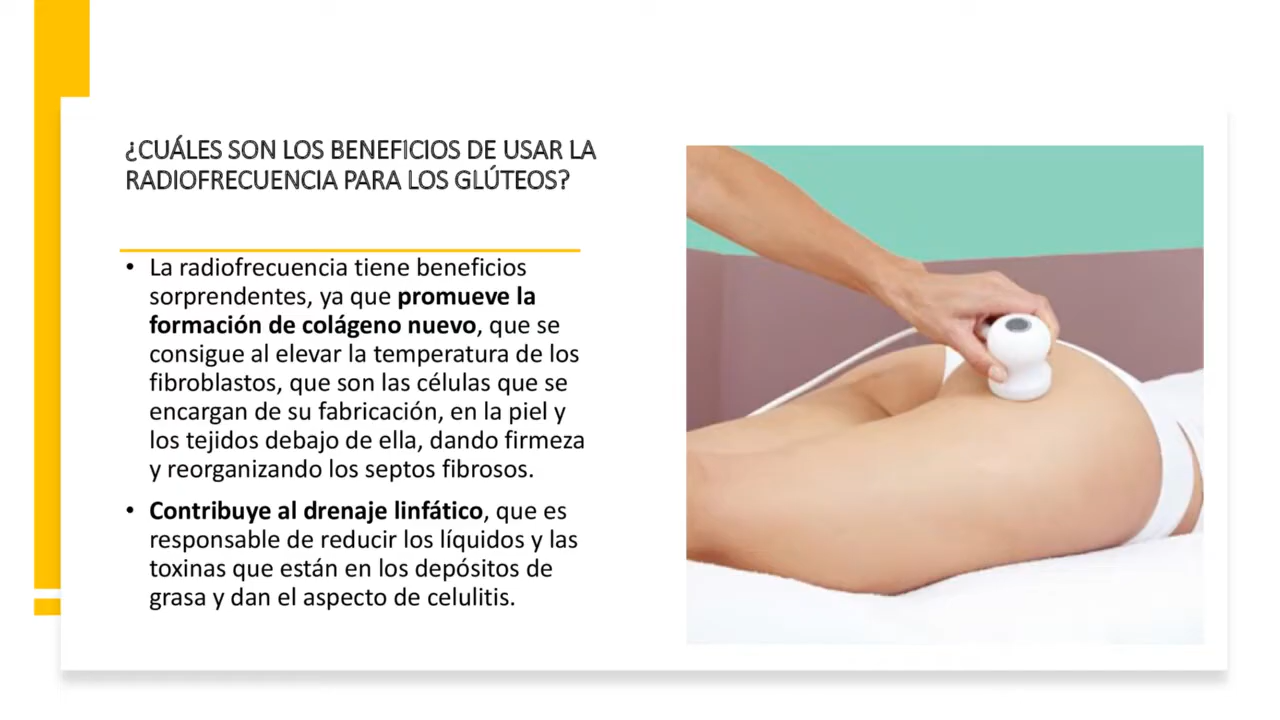 ¿CUÁLES SON LOS BENEFICIOS DE USAR LA
RADIOFRECUENCIA PARA LOS GLÚTEOS?
• La radiofrecuencia tiene beneficios
sorprendentes, ya que promueve la
formación de colágeno nuevo, que se
consigue al elevar la temperatura de los
fibroblastos, que son las células que se
encargan de su fabricación, en la piel y
los tejidos debajo de ella, dando firmeza
y reorganizando los septos fibrosos.
• Contribuye al drenaje linfático, que es
responsable de reducir los líquidos y las
toxinas que están en los depósitos de
grasa y dan el aspecto de celulitis.